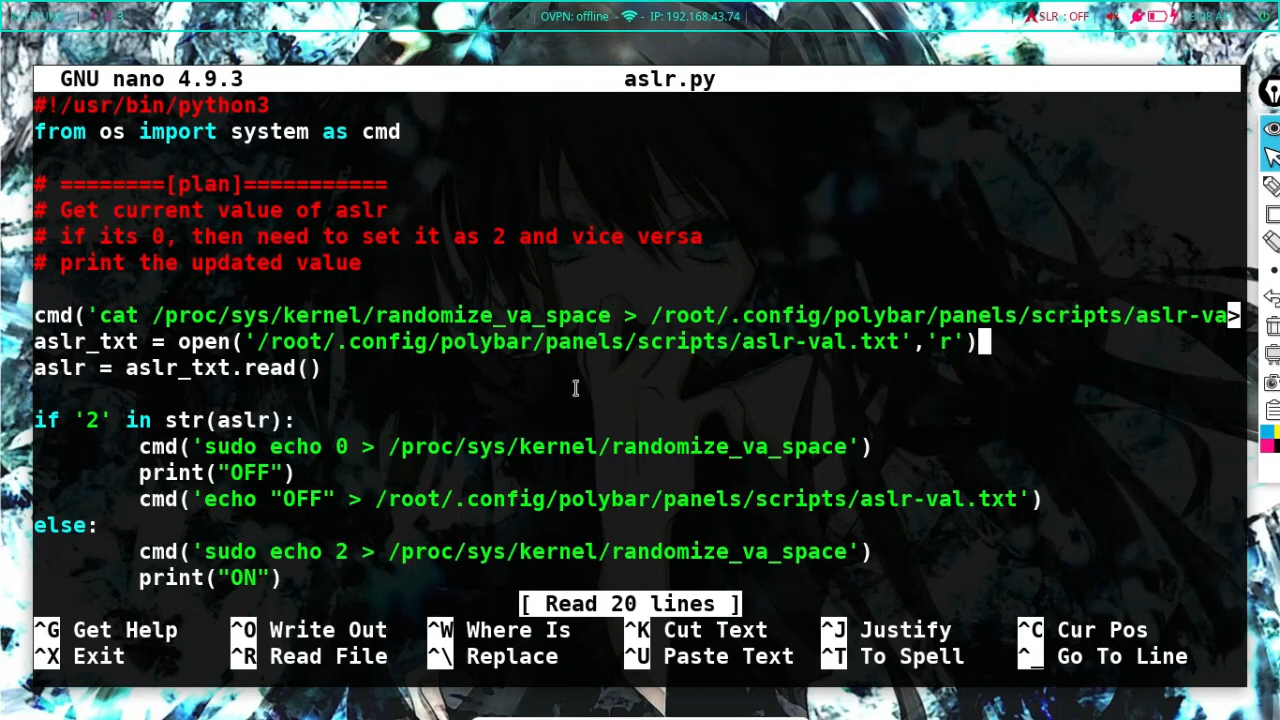 OVPN: offline - - IP: 192.168.43.74
SLR : OFF
GNU nano 4.9.3 aslr.py
#!/usr/bin/python3
from os import system as cmd
# ========[plan]===========
# Get current value of aslr
# if its 0, then need to set it as 2 and vice versa
# print the updated value
cmd('cat /proc/sys/kernel/randomize_va_space > /root/.config/polybar/panels/scripts/aslr-va>
aslr_txt = open('/root/.config/polybar/panels/scripts/aslr-val.txt','r')
aslr = aslr_txt.read()
if '2' in str(aslr):
        cmd('sudo echo 0 > /proc/sys/kernel/randomize_va_space')
        print("OFF")
        cmd('echo "OFF" > /root/.config/polybar/panels/scripts/aslr-val.txt')
else:
        cmd('sudo echo 2 > /proc/sys/kernel/randomize_va_space')
        print("ON")
[ Read 20 lines ]
^G Get Help ^O Write Out ^W Where Is ^K Cut Text ^J Justify ^C Cur Pos
^X Exit ^R Read File ^\ Replace ^U Paste Text ^T To Spell ^_ Go To Line